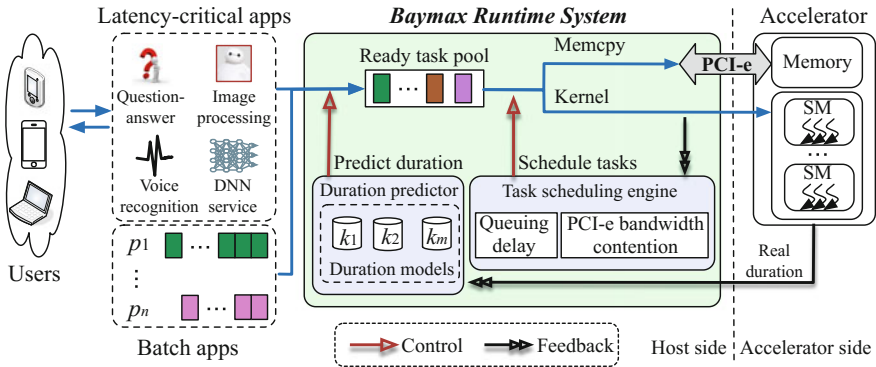 Latency-critical apps
Baymax Runtime System
Accelerator
Question-
answer
Image
processing
Voice
recognition
DNN
service
Users
p1 ...
⋮
pn ...
Batch apps
Ready task pool
...
Memcpy
Kernel
PCI-e
Memory
SM
...
SM
Predict duration
Duration predictor
k1 k2 km
Duration models
Schedule tasks
Task scheduling engine
Queuing
delay
PCI-e bandwidth
contention
Real
duration
Control
Feedback
Host side
Accelerator side